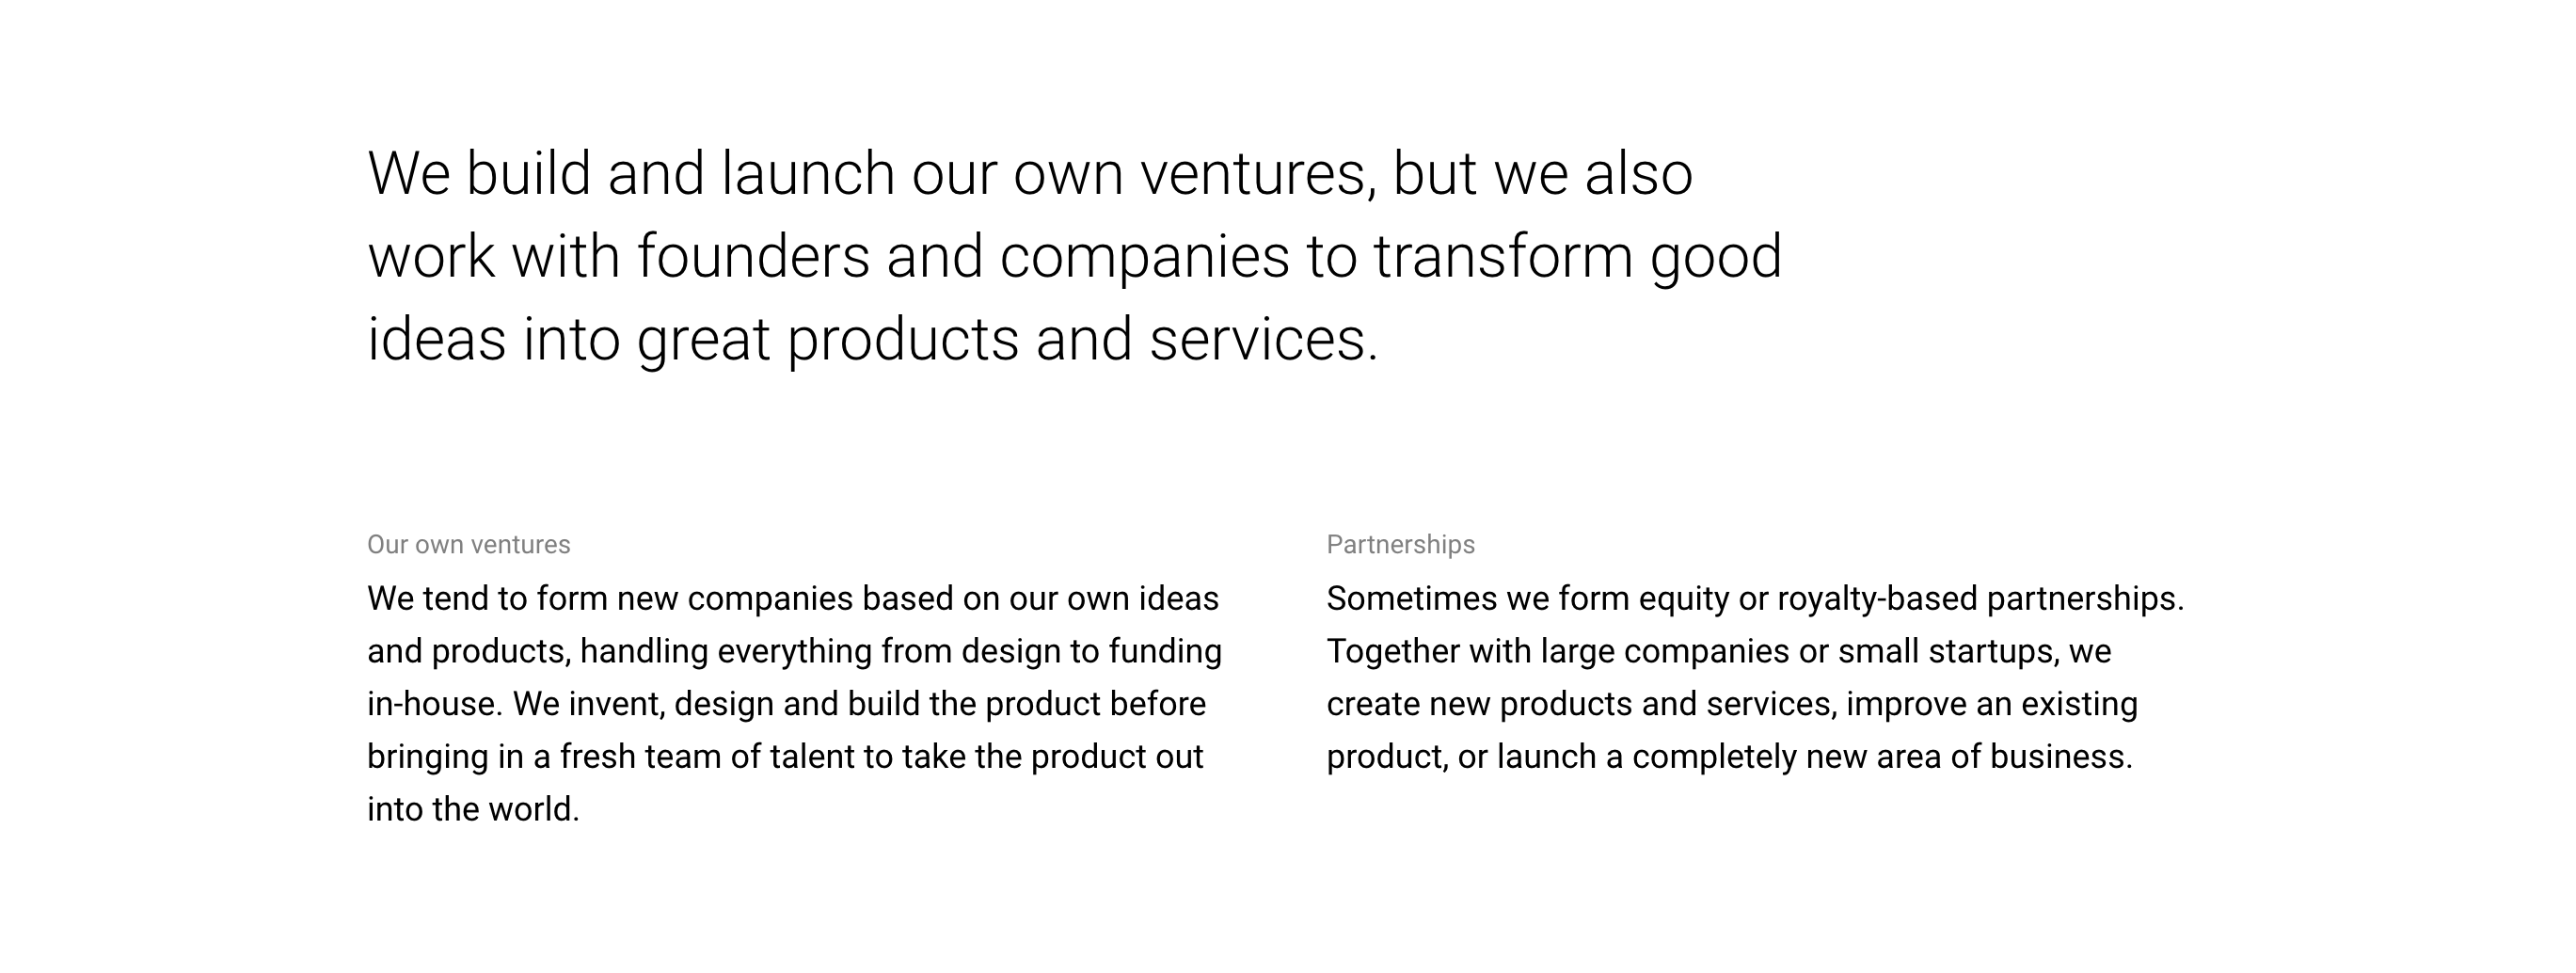 We build and launch our own ventures, but we also
work with founders and companies to transform good
ideas into great products and services.
Our own ventures
We tend to form new companies based on our own ideas
and products, handling everything from design to funding
in-house. We invent, design and build the product before
bringing in a fresh team of talent to take the product out
into the world.
Partnerships
Sometimes we form equity or royalty-based partnerships.
Together with large companies or small startups, we
create new products and services, improve an existing
product, or launch a completely new area of business.